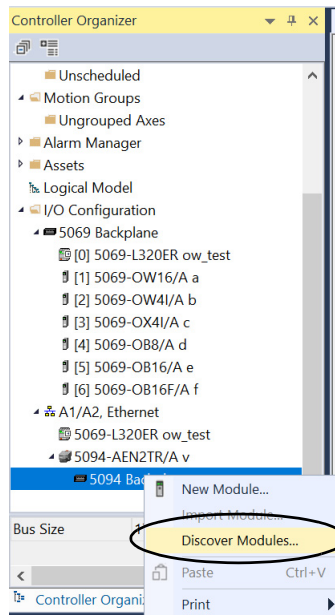 Controller Organizer
Unscheduled
Motion Groups
Ungrouped Axes
Alarm Manager
Assets
Logical Model
I/O Configuration
5069 Backplane
[0] 5069-L320ER ow_test
[1] 5069-OW16/A a
[2] 5069-OW4I/A b
[3] 5069-OX4I/A c
[4] 5069-OB8/A d
[5] 5069-OB16/A e
[6] 5069-OB16F/A f
A1/A2, Ethernet
5069-L320ER ow_test
5094-AEN2TR/A v
5094
New Module...
Import Module...
Discover Modules...
Bus Size
Paste Ctrl+V
Controller
Print